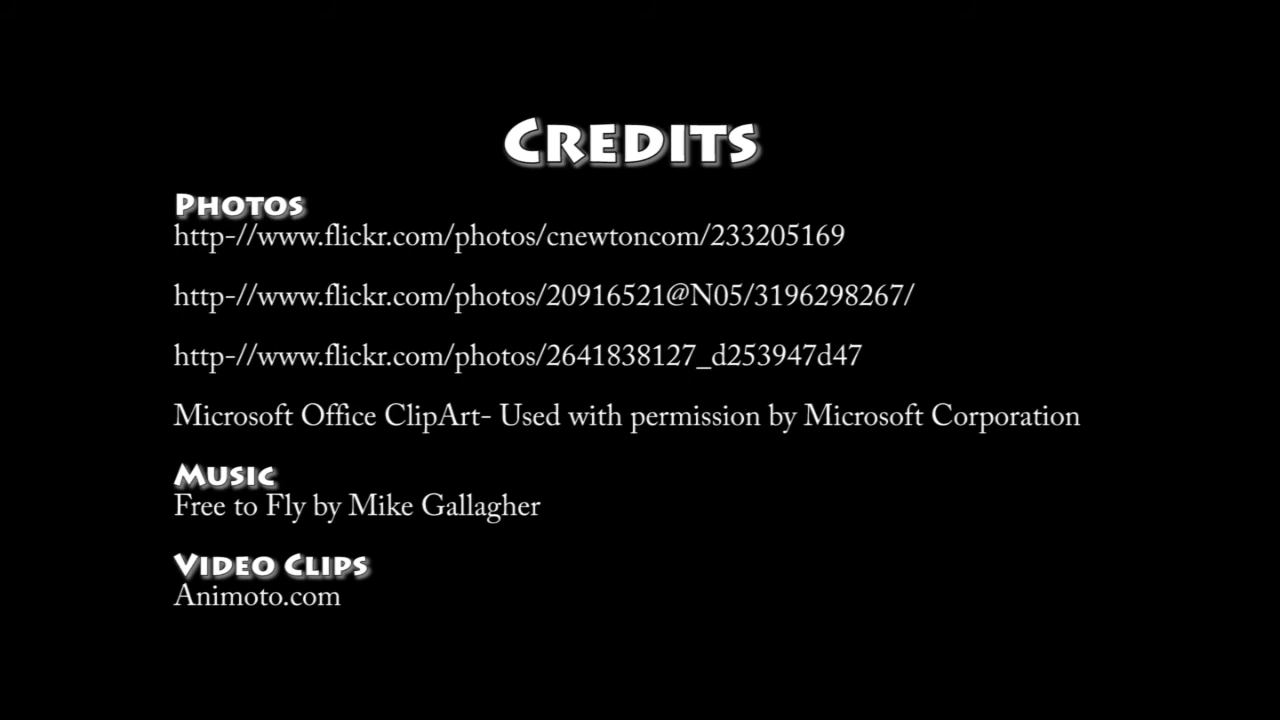 Credits
Photos
http-//www.flickr.com/photos/cnewtoncom/233205169
http-//www.flickr.com/photos/20916521@N05/3196298267/
http-//www.flickr.com/photos/2641838127_d253947d47
Microsoft Office ClipArt- Used with permission by Microsoft Corporation
Music
Free to Fly by Mike Gallagher
Video Clips
Animoto.com